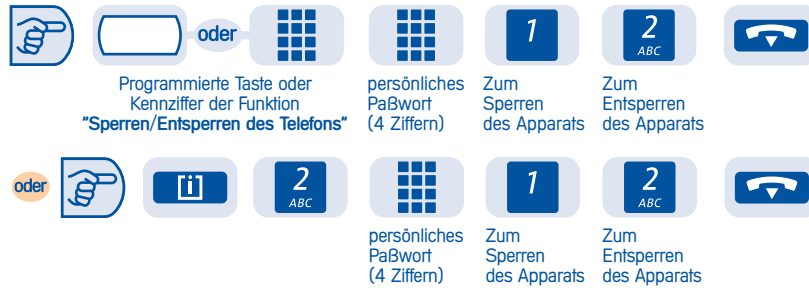 oder
1
2
ABC
Programmierte Taste oder
Kennziffer der Funktion
"Sperren/Entsperren des Telefons"
persönliches
Paßwort
(4 Ziffern)
Zum
Sperren
des Apparats
Zum
Entsperren
des Apparats
oder
i
2
ABC
1
2
ABC
persönliches
Paßwort
(4 Ziffern)
Zum
Sperren
des Apparats
Zum
Entsperren
des Apparats